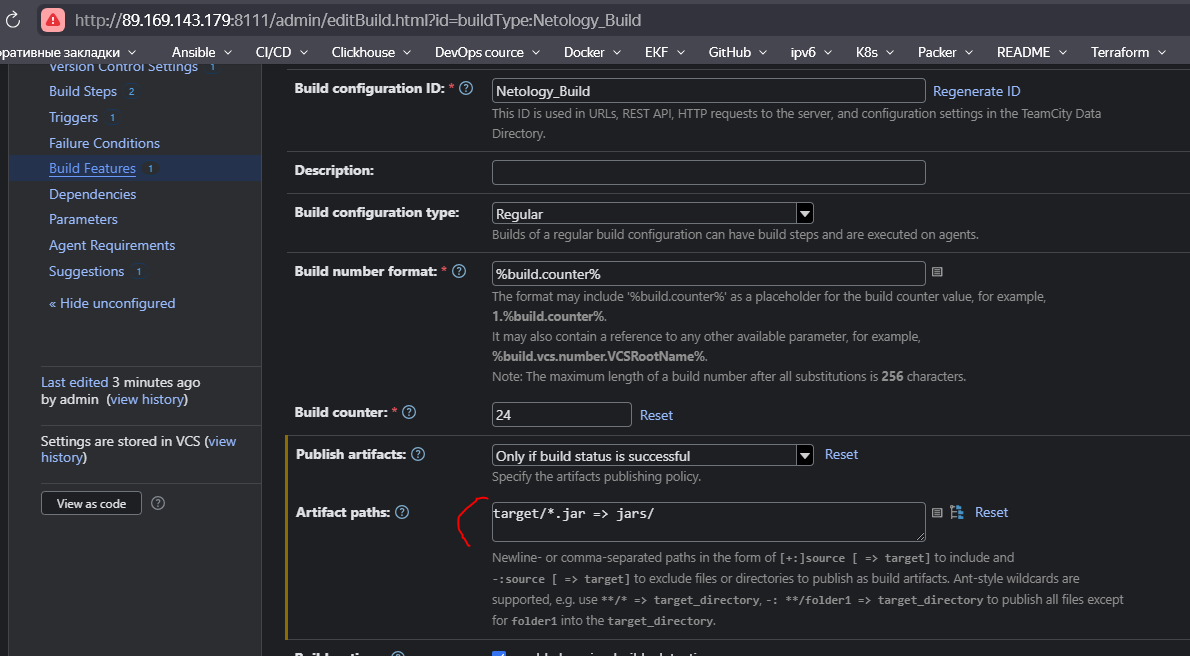 http://89.169.143.179:8111/admin/editBuild.html?id=buildType:Netology_Build
оративные закладки Ansible CI/CD Clickhouse DevOps cource Docker EKF GitHub ipv6 K8s Packer README Terraform
Version Control Settings 1
Build Steps 2
Triggers 1
Failure Conditions
Build Features 1
Dependencies
Parameters
Agent Requirements
Suggestions 1
« Hide unconfigured
Last edited 3 minutes ago
by admin (view history)
Settings are stored in VCS (view
history)
View as code ?
Build configuration ID: * ? Netology_Build Regenerate ID
This ID is used in URLs, REST API, HTTP requests to the server, and configuration settings in the TeamCity Data
Directory.
Description:
Build configuration type: Regular
Builds of a regular build configuration can have build steps and are executed on agents.
Build number format: * ? %build.counter%
The format may include '%build.counter%' as a placeholder for the build counter value, for example,
1.%build.counter%.
It may also contain a reference to any other available parameter, for example,
%build.vcs.number.VCSRootName%.
Note: The maximum length of a build number after all substitutions is 256 characters.
Build counter: * ? 24 Reset
Publish artifacts: ? Only if build status is successful Reset
Specify the artifacts publishing policy.
Artifact paths: ? target/*.jar => jars/ Reset
Newline- or comma-separated paths in the form of [+:]source [ => target] to include and
-:source [ => target] to exclude files or directories to publish as build artifacts. Ant-style wildcards are
supported, e.g. use **/* => target_directory, -: **/folder1 => target_directory to publish all files except
for folder1 into the target_directory.